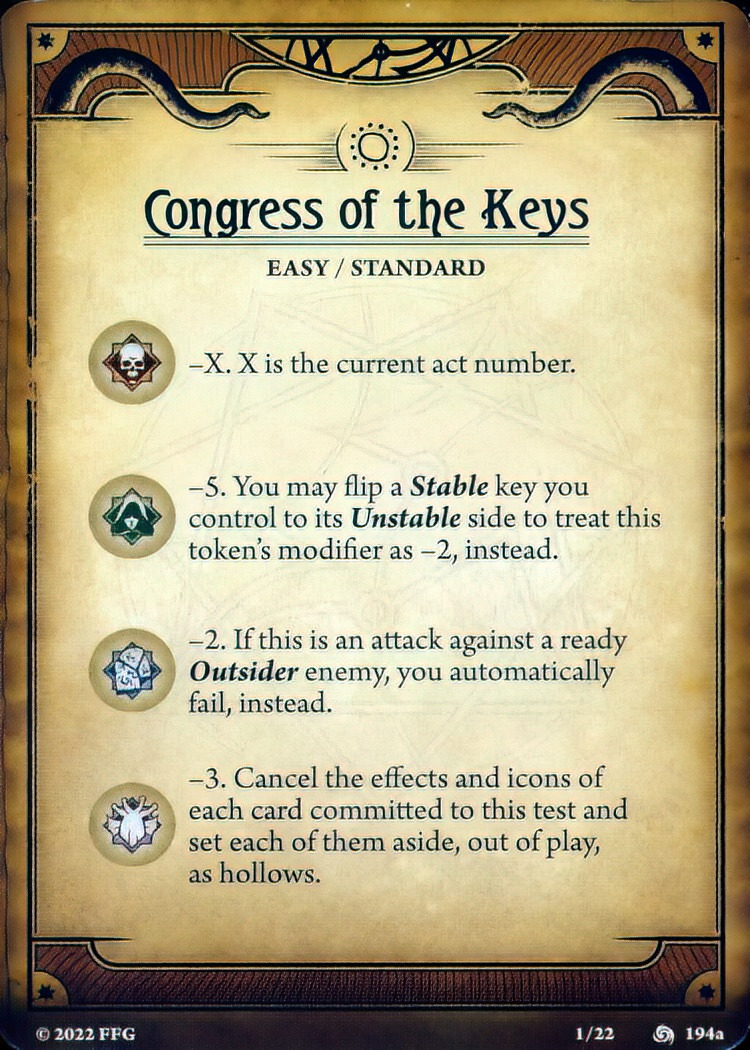 Congress of the Keys
EASY / STANDARD
–X. X is the current act number.
–5. You may flip a Stable key you
control to its Unstable side to treat this
token's modifier as –2, instead.
–2. If this is an attack against a ready
Outsider enemy, you automatically
fail, instead.
–3. Cancel the effects and icons of
each card committed to this test and
set each of them aside, out of play,
as hollows.
© 2022 FFG
1/22
194a